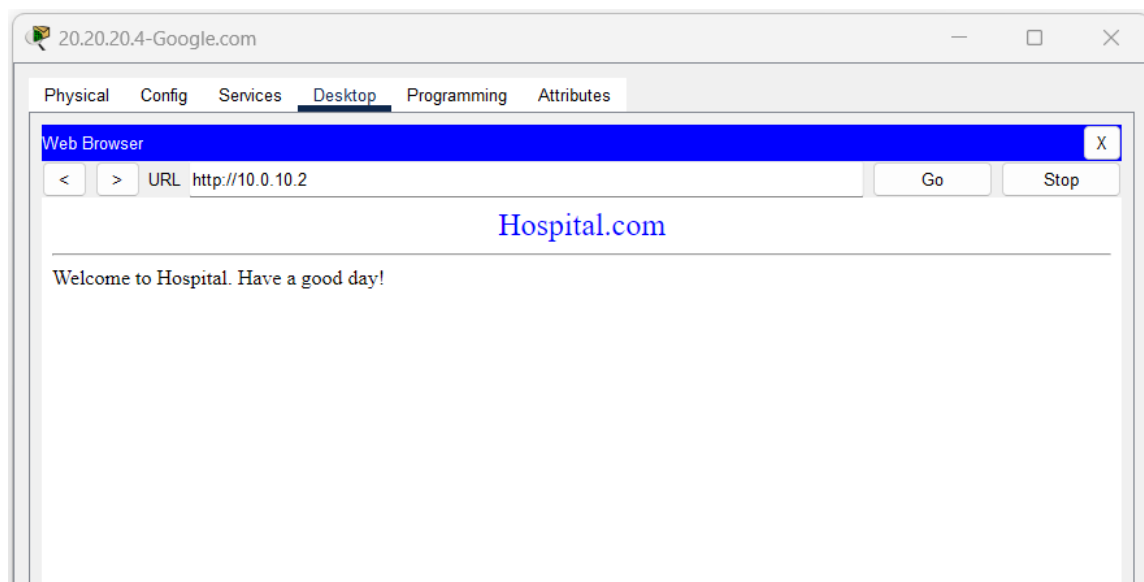 20.20.20.4-Google.com
Physical Config Services Desktop Programming Attributes
Web Browser X
< > URL http://10.0.10.2 Go Stop
Hospital.com
Welcome to Hospital. Have a good day!